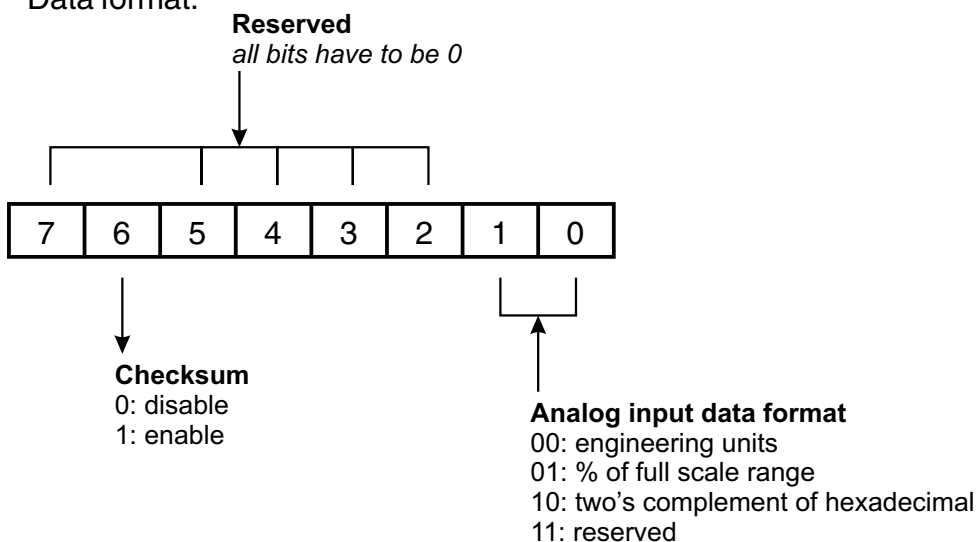 Data format:
Reserved
all bits have to be 0
7 6 5 4 3 2 1 0
Checksum
0: disable
1: enable
Analog input data format
00: engineering units
01: % of full scale range
10: two's complement of hexadecimal
11: reserved